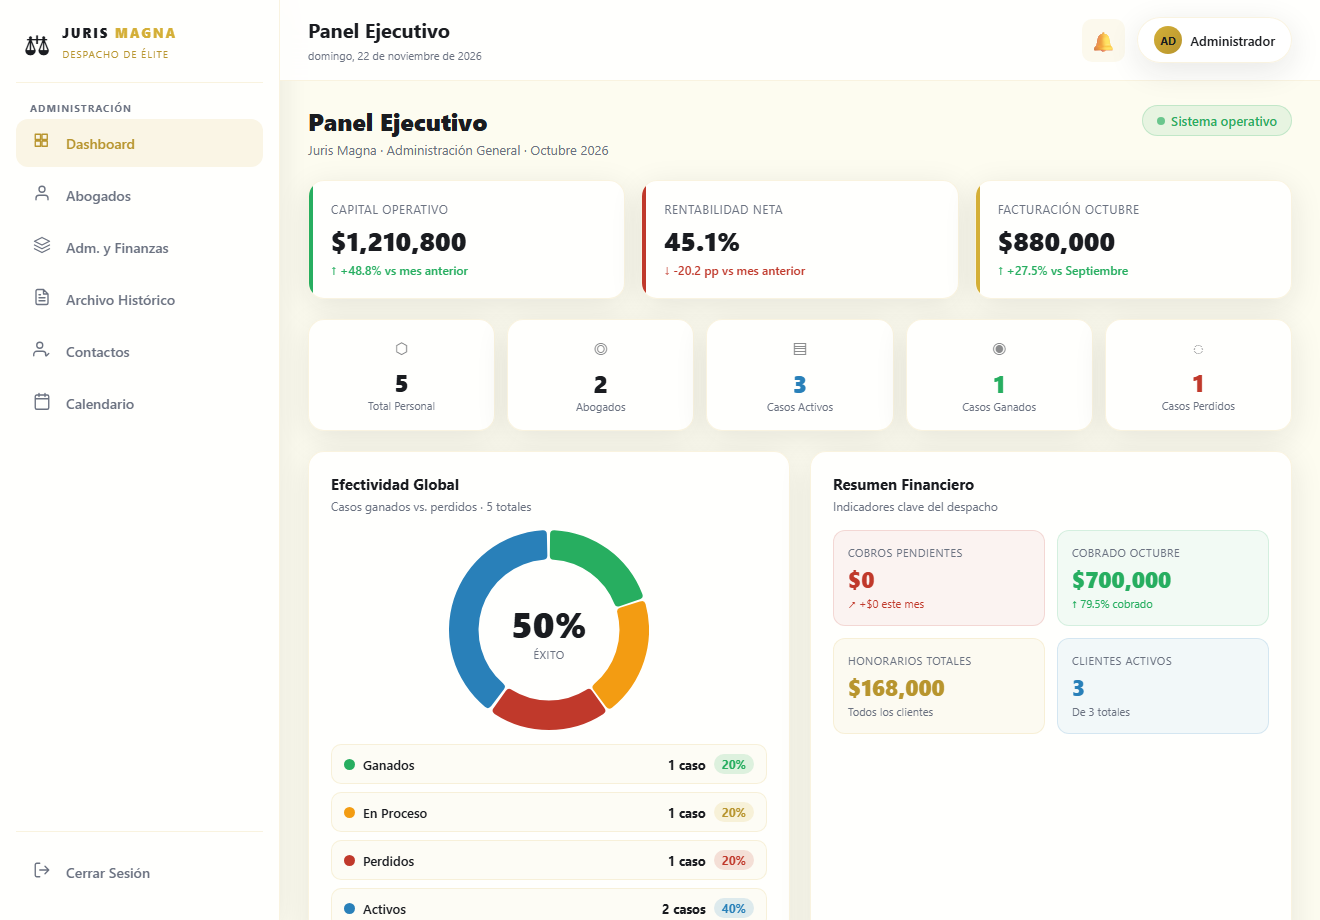 JURIS MAGNA
DESPACHO DE ÉLITE
ADMINISTRACIÓN
Dashboard
Abogados
Adm. y Finanzas
Archivo Histórico
Contactos
Calendario
Cerrar Sesión
Panel Ejecutivo
domingo, 22 de noviembre de 2026
AD Administrador
Panel Ejecutivo
Juris Magna · Administración General · Octubre 2026
Sistema operativo
CAPITAL OPERATIVO
$1,210,800
↑ +48.8% vs mes anterior
RENTABILIDAD NETA
45.1%
↓ -20.2 pp vs mes anterior
FACTURACIÓN OCTUBRE
$880,000
↑ +27.5% vs Septiembre
5
Total Personal
2
Abogados
3
Casos Activos
1
Casos Ganados
1
Casos Perdidos
Efectividad Global
Casos ganados vs. perdidos · 5 totales
50%
ÉXITO
Ganados 1 caso 20%
En Proceso 1 caso 20%
Perdidos 1 caso 20%
Activos 2 casos 40%
Resumen Financiero
Indicadores clave del despacho
COBROS PENDIENTES
$0
↗ +$0 este mes
COBRADO OCTUBRE
$700,000
↑ 79.5% cobrado
HONORARIOS TOTALES
$168,000
Todos los clientes
CLIENTES ACTIVOS
3
De 3 totales